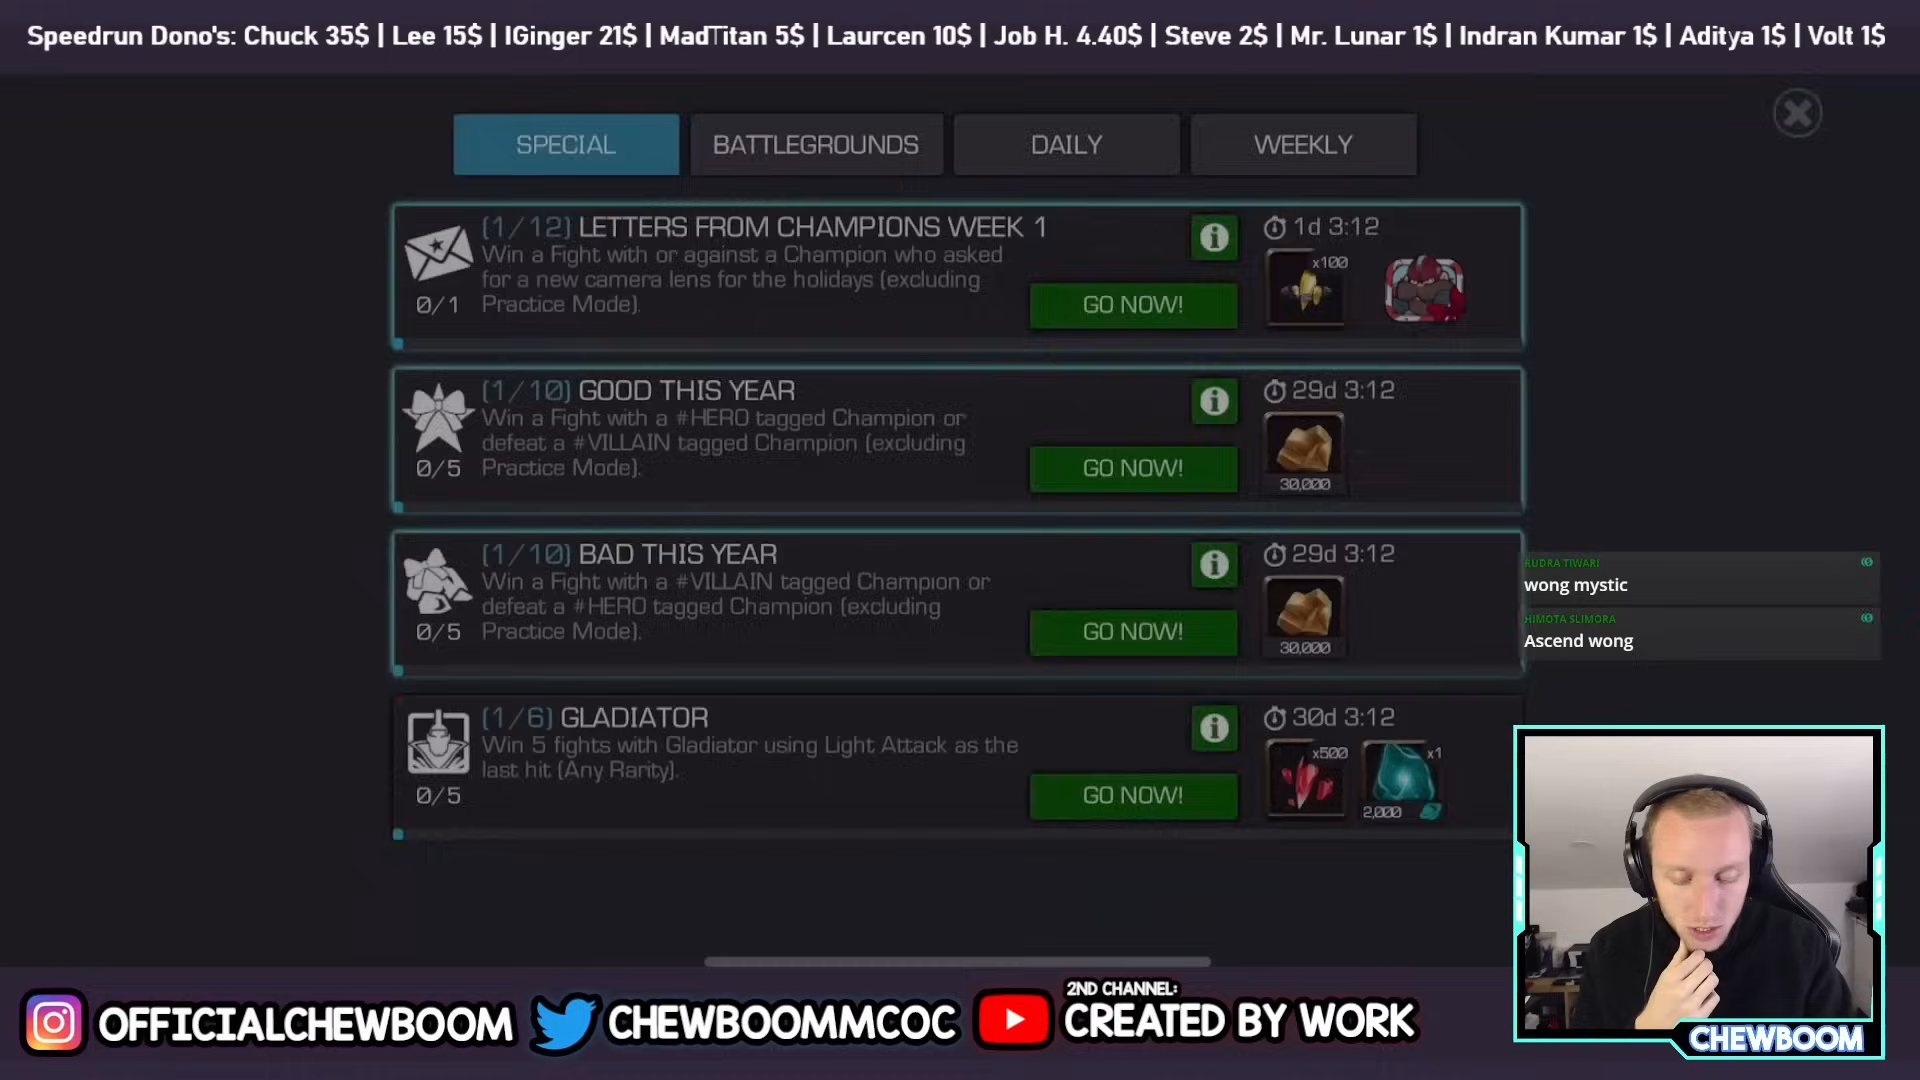 Speedrun Dono's: Chuck 35$ | Lee 15$ | IGinger 21$ | MadTitan 5$ | Laurcen 10$ | Job H. 4.40$ | Steve 2$ | Mr. Lunar 1$ | Indran Kumar 1$ | Aditya 1$ | Volt 1$
SPECIAL
BATTLEGROUNDS
DAILY
WEEKLY
(1/12) LETTERS FROM CHAMPIONS WEEK 1
Win a Fight with or against a Champion who asked
for a new camera lens for the holidays (excluding
Practice Mode).
0/1
GO NOW!
1d 3:12
x100
(1/10) GOOD THIS YEAR
Win a Fight with a #HERO tagged Champion or
defeat a #VILLAIN tagged Champion (excluding
Practice Mode).
0/5
GO NOW!
29d 3:12
30,000
(1/10) BAD THIS YEAR
Win a Fight with a #VILLAIN tagged Champion or
defeat a #HERO tagged Champion (excluding
Practice Mode).
0/5
GO NOW!
29d 3:12
30,000
(1/6) GLADIATOR
Win 5 fights with Gladiator using Light Attack as the
last hit (Any Rarity).
0/5
GO NOW!
30d 3:12
x500
x1
2,000
RUDRA TIWARI
wong mystic
HIMOTA SLIMORA
Ascend wong
CHEWBOOM
OFFICIALCHEWBOOM
CHEWBOOMMCOC
2ND CHANNEL:
CREATED BY WORK